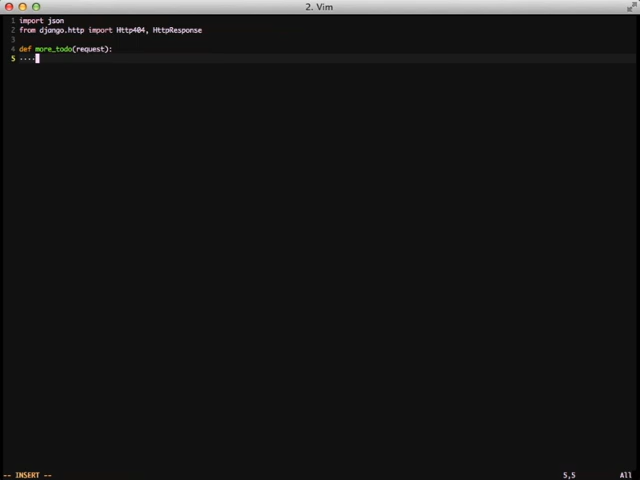 2. Vim
1 import json
2 from django.http import Http404, HttpResponse
3
4 def more_todo(request):
5 ····
-- INSERT -- 5,5 All